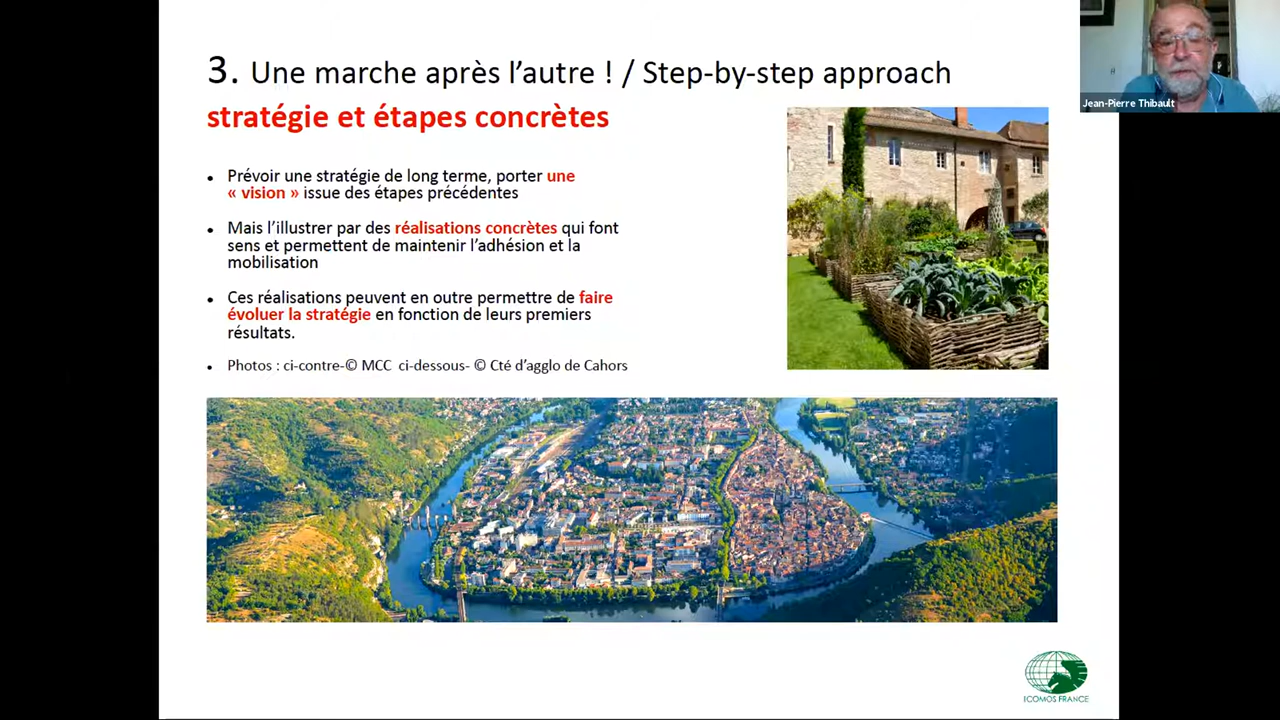 3. Une marche après l’autre ! / Step-by-step approach
stratégie et étapes concrètes
• Prévoir une stratégie de long terme, porter une
« vision » issue des étapes précédentes
• Mais l’illustrer par des réalisations concrètes qui font
sens et permettent de maintenir l’adhésion et la
mobilisation
• Ces réalisations peuvent en outre permettre de faire
évoluer la stratégie en fonction de leurs premiers
résultats.
• Photos : ci-contre-© MCC ci-dessous- © Cté d’agglo de Cahors
Jean-Pierre Thibault
ICOMOS FRANCE